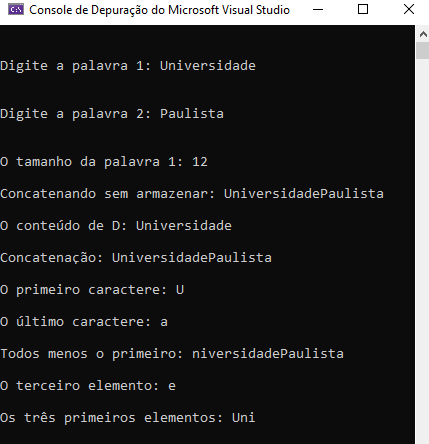 Console de Depuração do Microsoft Visual Studio
Digite a palavra 1: Universidade
Digite a palavra 2: Paulista
O tamanho da palavra 1: 12
Concatenando sem armazenar: UniversidadePaulista
O conteúdo de D: Universidade
Concatenação: UniversidadePaulista
O primeiro caractere: U
O último caractere: a
Todos menos o primeiro: niversidadePaulista
O terceiro elemento: e
Os três primeiros elementos: Uni